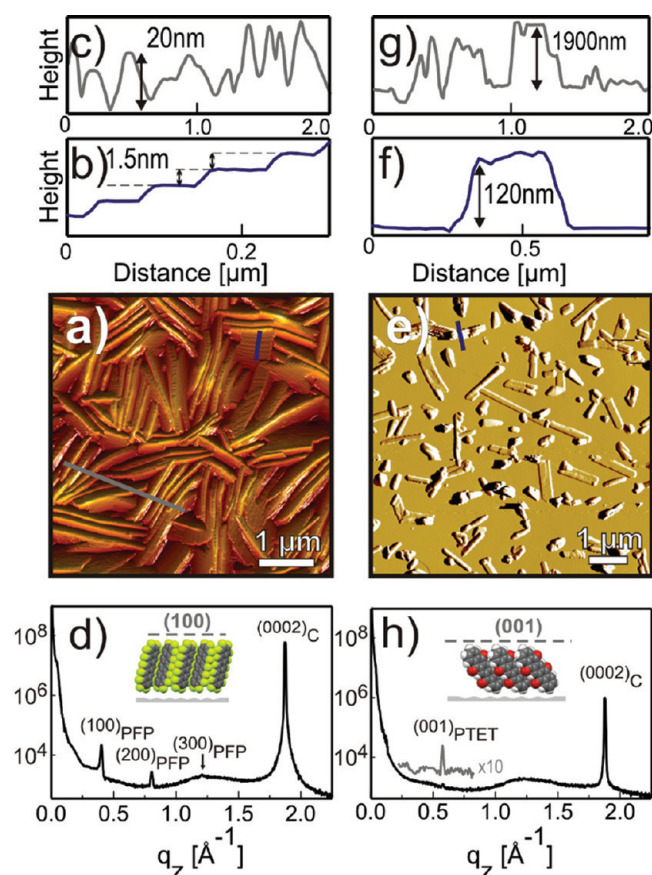 c)
20nm
Height
0
1.0
2.0
g)
1900nm
Height
0
1.0
2.0
b)
1.5nm
Height
0
0.2
Distance [µm]
f)
120nm
Height
0
0.5
Distance [µm]
a)
1 µm
e)
1 µm
d)
(100)
(0002)C
10⁸
10⁶
10⁴
(100)PFP
(200)PFP
(300)PFP
0
0.5
1.0
1.5
2.0
qz [Å⁻¹]
h)
(001)
(0002)C
10⁸
10⁶
10⁴
(001)PTET
x10
0
0.5
1.0
1.5
2.0
qz [Å⁻¹]